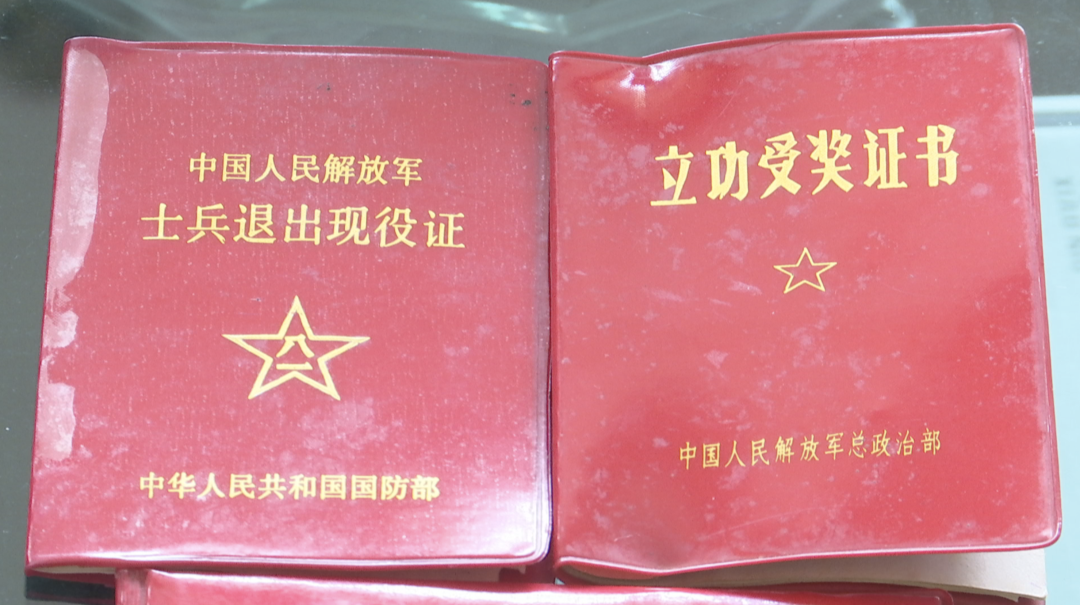 中国人民解放军
士兵退出现役证
八一
中华人民共和国国防部
立功受奖证书
中国人民解放军总政治部